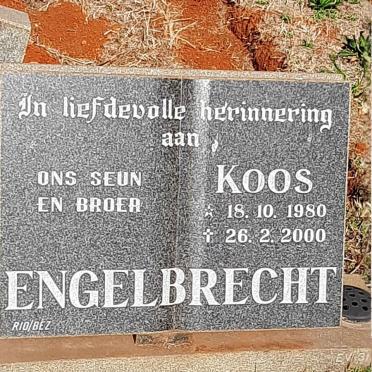 In liefdevolle herinnering
aan
ONS SEUN
EN BROER
KOOS
☆ 18. 10. 1980
✝ 26. 2. 2000
ENGELBRECHT
RIO/BEZ